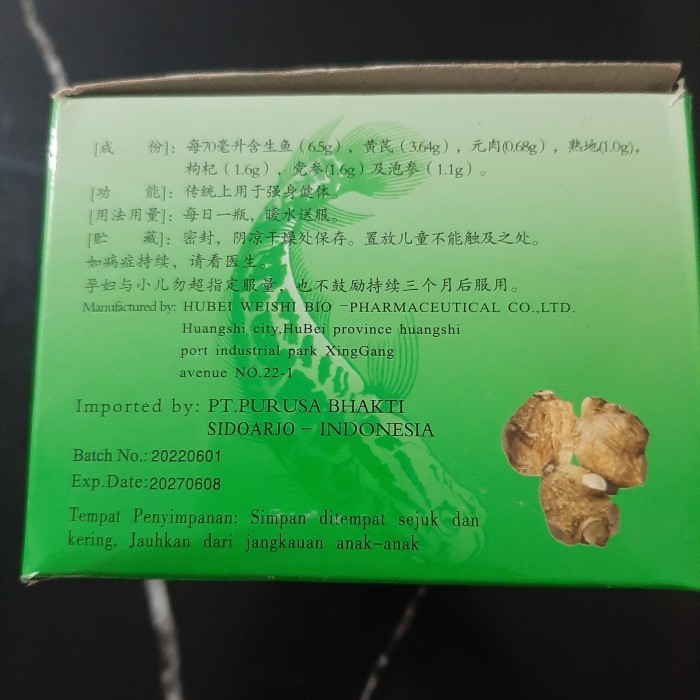 [成 份]：每70毫升含生鱼（6.5g），黄芪（3.64g），元肉(0.68g），熟地(1.0g)，
枸杞（1.6g），党参(1.6g）及泡参（1.1g）。
[功 能]：传统上用于强身健体。
[用法用量]：每日一瓶，暖水送服。
[贮 藏]：密封，阴凉干燥处保存。置放儿童不能触及之处。
如病症持续，请看医生。
孕妇与小儿勿超指定服量，也不鼓励持续三个月后服用。
Manufactured by: HUBEI WEISHI BIO -PHARMACEUTICAL CO.,LTD.
Huangshi city,HuBei province huangshi
port industrial park XingGang
avenue NO.22-1
Imported by: PT.PURUSA BHAKTI
SIDOARJO - INDONESIA
Batch No.: 20220601
Exp.Date: 20270608
Tempat Penyimpanan: Simpan ditempat sejuk dan
kering, Jauhkan dari jangkauan anak-anak